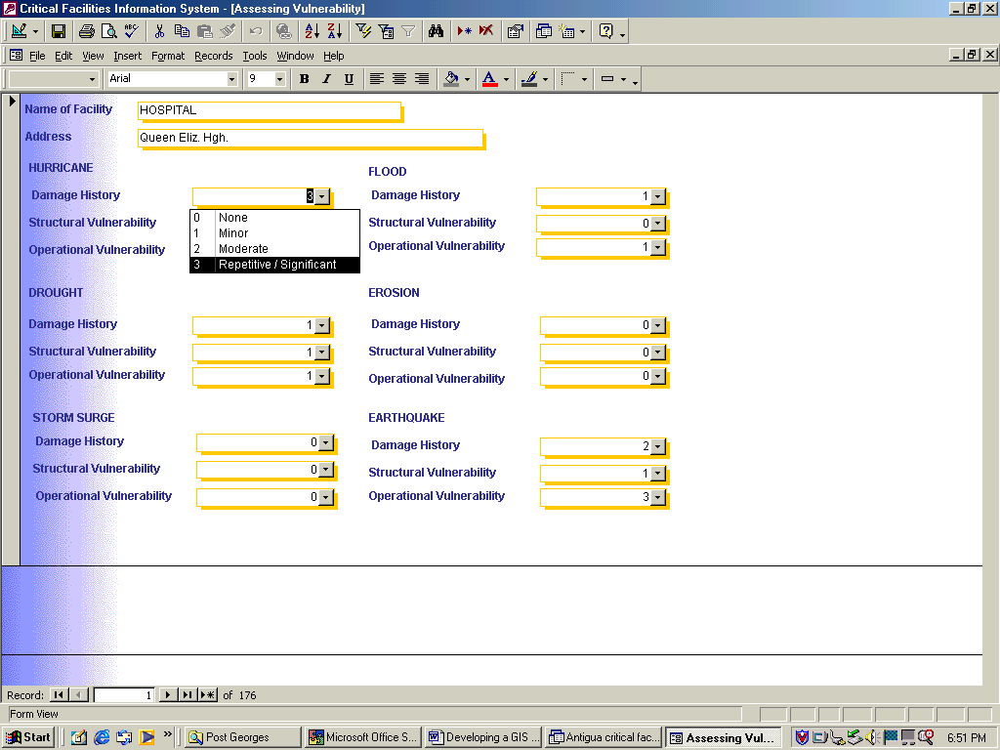 Critical Facilities Information System - [Assessing Vulnerability]
File Edit View Insert Format Records Tools Window Help
Arial 9 B I U A
Name of Facility HOSPITAL
Address Queen Eliz. Hgh.
HURRICANE FLOOD
Damage History 3 Damage History 1
Structural Vulnerability Structural Vulnerability 0
Operational Vulnerability Operational Vulnerability 1
0 None
1 Minor
2 Moderate
3 Repetitive / Significant
DROUGHT EROSION
Damage History 1 Damage History 0
Structural Vulnerability 1 Structural Vulnerability 0
Operational Vulnerability 1 Operational Vulnerability 0
STORM SURGE EARTHQUAKE
Damage History 0 Damage History 2
Structural Vulnerability 0 Structural Vulnerability 1
Operational Vulnerability 0 Operational Vulnerability 3
Record: 1 of 176
Form View
Start Post Georges Microsoft Office S... Developing a GIS ... Antigua critical fac... Assessing Vul... 6:51 PM